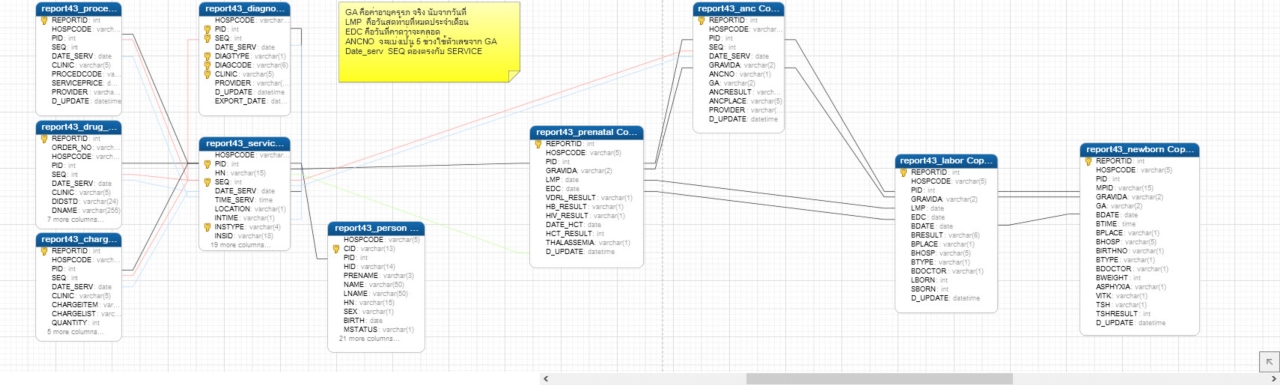 report43_proce...
REPORTID: int
HOSPCODE: varch...
PID: int
SEQ: int
DATE_SERV: date
CLINIC: varchar(5)
PROCEDCODE: va...
SERVICEPRICE: d...
PROVIDER: varcha...
D_UPDATE: datetime
report43_drug_...
REPORTID: int
ORDER_NO: varch...
HOSPCODE: varch...
PID: int
SEQ: int
DATE_SERV: date
CLINIC: varchar(5)
DIDSTD: varchar(24)
DNAME: varchar(255)
7 more columns...
report43_charg...
REPORTID: int
HOSPCODE: varch...
PID: int
SEQ: int
DATE_SERV: date
CLINIC: varchar(5)
CHARGEITEM: var...
CHARGELIST: varc...
QUANTITY: int
5 more columns...
report43_diagno...
HOSPCODE: varchar...
PID: int
SEQ: int
DATE_SERV: date
DIAGTYPE: varchar(1)
DIAGCODE: varchar(6)
CLINIC: varchar(5)
PROVIDER: varchar(...
D_UPDATE: datetime
EXPORT_DATE: dat...
report43_servic...
HOSPCODE: varchar...
PID: int
HN: varchar(15)
SEQ: int
DATE_SERV: date
TIME_SERV: time
LOCATION: varchar(1)
INTIME: varchar(1)
INSTYPE: varchar(4)
INSID: varchar(18)
19 more columns...
GA คือค่าอายุครรภ์ จริง นับจากวันที่
LMP คือวันสุดท้ายที่หมดประจำเดือน
EDC คือวันที่คาดว่าจะคลอด
ANCNO จะแบ่งเป็น 5 ช่วงใช้ตัวเลขจาก GA
Date_serv SEQ ต้องตรงกับ SERVICE
report43_person ...
HOSPCODE: varchar(5)
CID: varchar(13)
PID: int
HID: varchar(14)
PRENAME: varchar(3)
NAME: varchar(50)
LNAME: varchar(50)
HN: varchar(15)
SEX: varchar(1)
BIRTH: date
MSTATUS: varchar(1)
21 more columns...
report43_prenatal Co...
REPORTID: int
HOSPCODE: varchar(5)
PID: int
GRAVIDA: varchar(2)
LMP: date
EDC: date
VDRL_RESULT: varchar(1)
HB_RESULT: varchar(1)
HIV_RESULT: varchar(1)
DATE_HCT: date
HCT_RESULT: int
THALASSEMIA: varchar(1)
D_UPDATE: datetime
report43_anc Co...
REPORTID: int
HOSPCODE: varchar...
PID: int
SEQ: int
DATE_SERV: date
GRAVIDA: varchar(2)
ANCNO: varchar(1)
GA: varchar(2)
ANCRESULT: varch...
ANCPLACE: varchar(5)
PROVIDER: varchar(...
D_UPDATE: datetime
report43_labor Cop...
REPORTID: int
HOSPCODE: varchar(5)
PID: int
GRAVIDA: varchar(2)
LMP: date
EDC: date
BDATE: date
BRESULT: varchar(6)
BPLACE: varchar(1)
BHOSP: varchar(5)
BTYPE: varchar(1)
BDOCTOR: varchar(1)
LBORN: int
SBORN: int
D_UPDATE: datetime
report43_newborn Cop...
REPORTID: int
HOSPCODE: varchar(5)
PID: int
MPID: varchar(15)
GRAVIDA: varchar(2)
GA: varchar(2)
BDATE: date
BTIME: time
BPLACE: varchar(1)
BHOSP: varchar(5)
BIRTHNO: varchar(1)
BTYPE: varchar(1)
BDOCTOR: varchar(1)
BWEIGHT: int
ASPHYXIA: varchar(1)
VITK: varchar(1)
TSH: varchar(1)
TSHRESULT: int
D_UPDATE: datetime